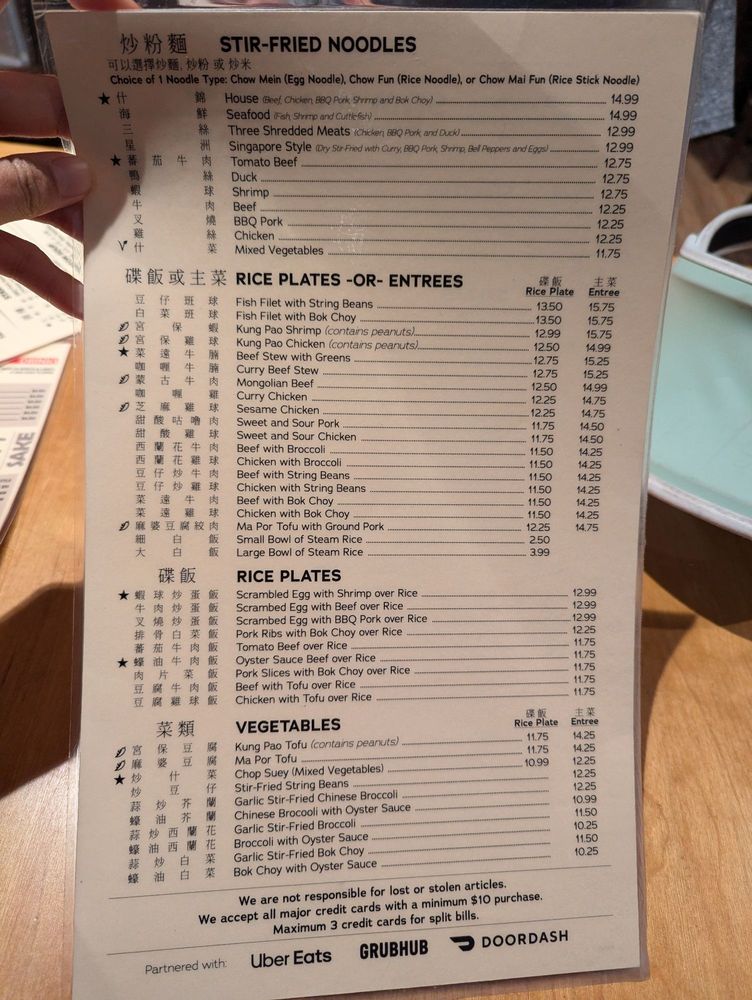 炒粉麵 STIR-FRIED NOODLES
可以選擇炒麵, 炒粉 或 炒米
Choice of 1 Noodle Type: Chow Mein (Egg Noodle), Chow Fun (Rice Noodle), or Chow Mai Fun (Rice Stick Noodle)
★ 什錦 House (Beef, Chicken, BBQ Pork, Shrimp and Bok Choy) 14.99
海鮮 Seafood (Fish, Shrimp and Cuttlefish) 14.99
三絲 Three Shredded Meats (Chicken, BBQ Pork, and Duck) 12.99
星洲 Singapore Style (Dry Stir-Fried with Curry, BBQ Pork, Shrimp, Bell Peppers and Eggs) 12.99
★ 蕃茄牛肉 Tomato Beef 12.75
鴨絲 Duck 12.75
蝦球 Shrimp 12.75
牛肉 Beef 12.25
叉燒 BBQ Pork 12.25
雞絲 Chicken 12.25
什菜 Mixed Vegetables 11.75
碟飯或主菜 RICE PLATES -OR- ENTREES 碟飯 主菜
Rice Plate Entree
豆仔班球 Fish Filet with String Beans 13.50 15.75
白菜班球 Fish Filet with Bok Choy 13.50 15.75
宮保蝦 Kung Pao Shrimp (contains peanuts) 12.99 15.75
宮保雞球 Kung Pao Chicken (contains peanuts) 12.50 14.99
★ 菜遠牛腩 Beef Stew with Greens 12.75 15.25
咖喱牛腩 Curry Beef Stew 12.75 15.25
蒙古牛肉 Mongolian Beef 12.50 14.99
咖喱雞 Curry Chicken 12.25 14.75
芝麻雞球 Sesame Chicken 12.25 14.75
甜酸咕嚕肉 Sweet and Sour Pork 11.75 14.50
甜酸雞球 Sweet and Sour Chicken 11.75 14.50
西蘭花牛肉 Beef with Broccoli 11.50 14.25
西蘭花雞球 Chicken with Broccoli 11.50 14.25
豆仔炒牛肉 Beef with String Beans 11.50 14.25
豆仔炒雞球 Chicken with String Beans 11.50 14.25
菜遠牛肉 Beef with Bok Choy 11.50 14.25
菜遠雞球 Chicken with Bok Choy 11.50 14.25
麻婆豆腐絞肉 Ma Por Tofu with Ground Pork 12.25 14.75
細白飯 Small Bowl of Steam Rice 2.50
大白飯 Large Bowl of Steam Rice 3.99
碟飯 RICE PLATES
★ 蝦球炒蛋飯 Scrambled Egg with Shrimp over Rice 12.99
牛肉炒蛋飯 Scrambed Egg with Beef over Rice 12.99
叉燒炒蛋飯 Scrambed Egg with BBQ Pork over Rice 12.99
排骨白菜飯 Pork Ribs with Bok Choy over Rice 12.25
蕃茄牛肉飯 Tomato Beef over Rice 11.75
★ 蠔油牛肉飯 Oyster Sauce Beef over Rice 11.75
肉片菜飯 Pork Slices with Bok Choy over Rice 11.75
豆腐牛肉飯 Beef with Tofu over Rice 11.75
豆腐雞球飯 Chicken with Tofu over Rice 11.75
菜類 VEGETABLES 碟飯 主菜
Rice Plate Entree
宮保豆腐 Kung Pao Tofu (contains peanuts) 11.75 14.25
麻婆豆腐 Ma Por Tofu 11.75 14.25
★ 炒什菜 Chop Suey (Mixed Vegetables) 10.99 12.25
炒豆仔 Stir-Fried String Beans 12.25
蒜炒芥蘭 Garlic Stir-Fried Chinese Broccoli 12.25
蠔油芥蘭 Chinese Brocooli with Oyster Sauce 10.99
蒜炒西蘭花 Garlic Stir-Fried Broccoli 11.50
蠔油西蘭花 Broccoli with Oyster Sauce 10.25
蒜炒白菜 Garlic Stir-Fried Bok Choy 11.50
蠔油白菜 Bok Choy with Oyster Sauce 10.25
We are not responsible for lost or stolen articles.
We accept all major credit cards with a minimum $10 purchase.
Maximum 3 credit cards for split bills.
Partnered with: Uber Eats GRUBHUB DOORDASH
SAKE